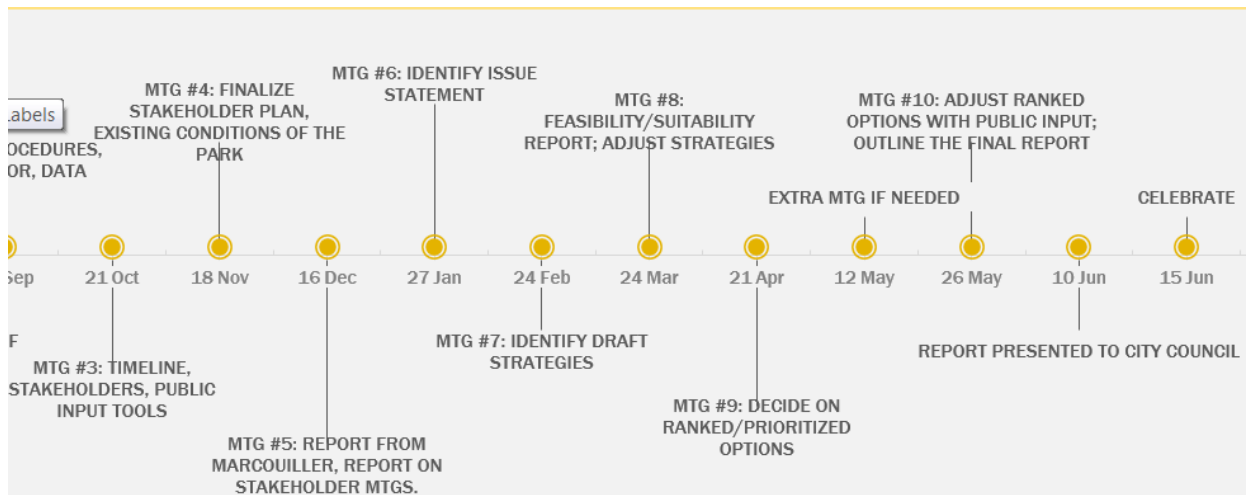 MTG #6: IDENTIFY ISSUE
STATEMENT
MTG #4: FINALIZE
STAKEHOLDER PLAN,
EXISTING CONDITIONS OF THE
PARK
MTG #8:
FEASIBILITY/SUITABILITY
REPORT; ADJUST STRATEGIES
MTG #10: ADJUST RANKED
OPTIONS WITH PUBLIC INPUT;
OUTLINE THE FINAL REPORT
abels
OCEDURES,
OR, DATA
EXTRA MTG IF NEEDED
CELEBRATE
Sep
21 Oct
18 Nov
16 Dec
27 Jan
24 Feb
24 Mar
21 Apr
12 May
26 May
10 Jun
15 Jun
F
MTG #3: TIMELINE,
STAKEHOLDERS, PUBLIC
INPUT TOOLS
MTG #5: REPORT FROM
MARCOUILLER, REPORT ON
STAKEHOLDER MTGS.
MTG #7: IDENTIFY DRAFT
STRATEGIES
MTG #9: DECIDE ON
RANKED/PRIORITIZED
OPTIONS
REPORT PRESENTED TO CITY COUNCIL